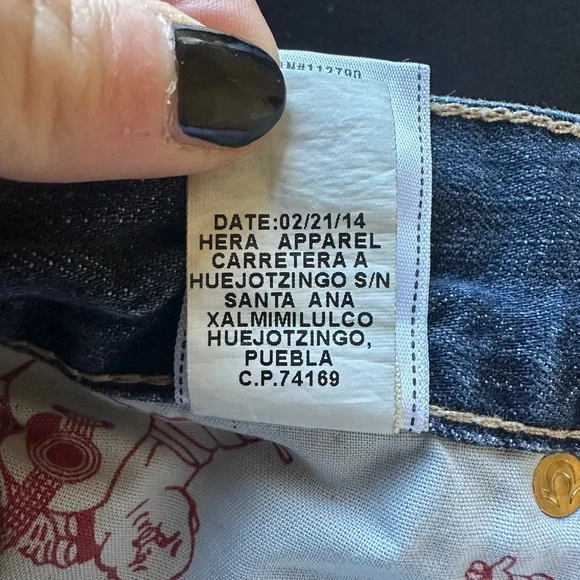 DATE:02/21/14
HERA APPAREL
CARRETERA A
HUEJOTZINGO S/N
SANTA ANA
XALMIMILULCO
HUEJOTZINGO,
PUEBLA
C.P.74169